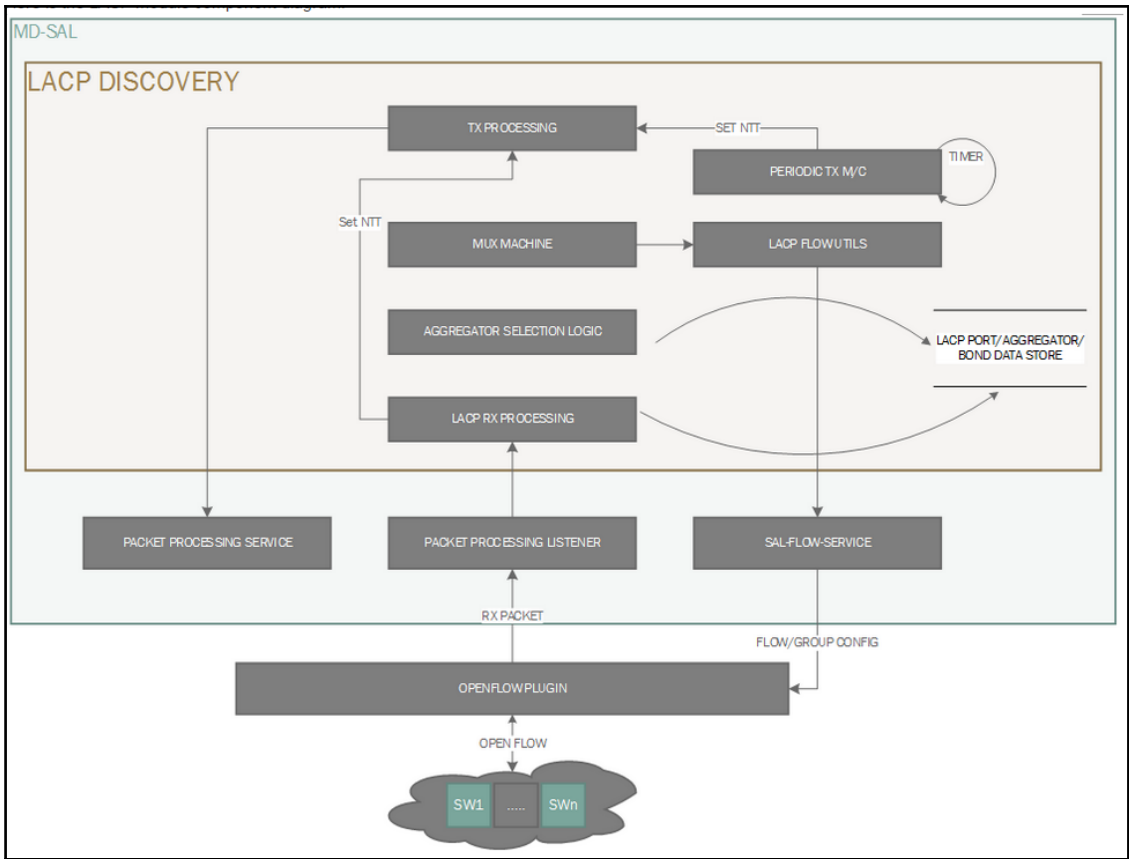 MD-SAL
LACP DISCOVERY
TX PROCESSING
SET NTT
PERIODIC TX M/C
TIMER
Set NTT
MUX MACHINE
LACP FLOW UTILS
AGGREGATOR SELECTION LOGIC
LACP PORT/AGGREGATOR/
BOND DATA STORE
LACP RX PROCESSING
PACKET PROCESSING SERVICE
PACKET PROCESSING LISTENER
SAL-FLOW-SERVICE
RX PACKET
FLOW/GROUP CONFIG
OPENFLOW PLUGIN
OPEN FLOW
SW1
.....
SWn